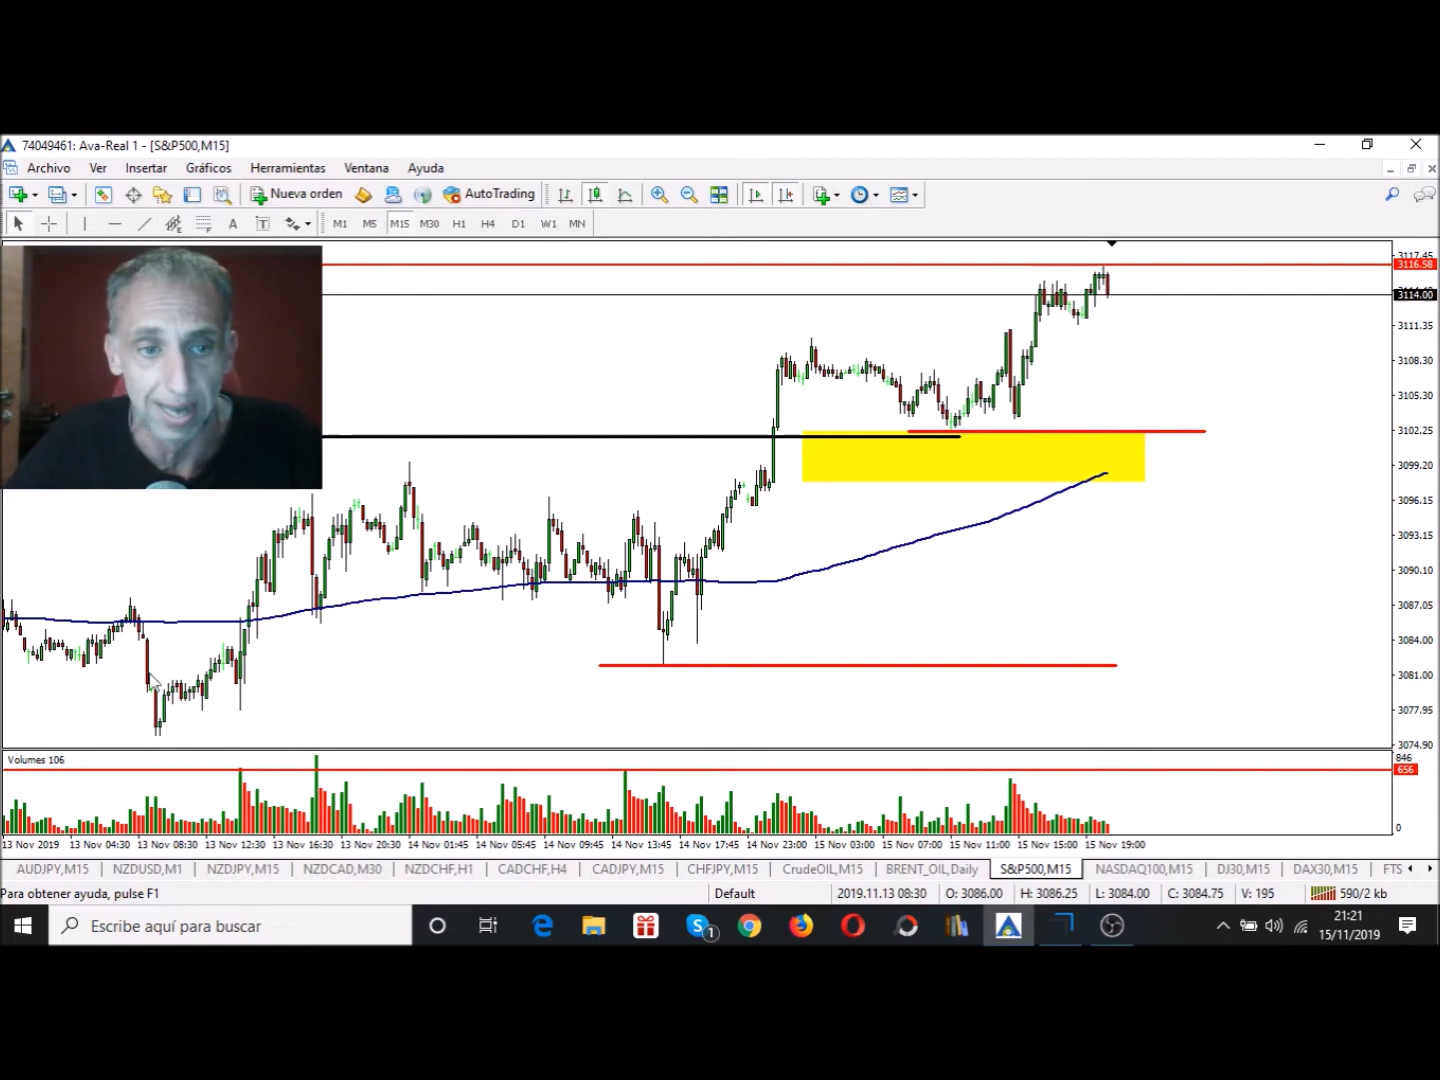 74049461: Ava-Real 1 - [S&P500,M15]
Archivo Ver Insertar Gráficos Herramientas Ventana Ayuda
Nueva orden AutoTrading
A T M1 M5 M15 M30 H1 H4 D1 W1 MN
3117.45
3116.58
3114.00
3111.35
3108.30
3105.30
3102.25
3099.20
3096.15
3093.15
3090.10
3087.05
3084.00
3081.00
3077.95
3074.90
Volumes 106
846
656
0
13 Nov 2019 13 Nov 04:30 13 Nov 08:30 13 Nov 12:30 13 Nov 16:30 13 Nov 20:30 14 Nov 01:45 14 Nov 05:45 14 Nov 09:45 14 Nov 13:45 14 Nov 17:45 14 Nov 23:00 15 Nov 03:00 15 Nov 07:00 15 Nov 11:00 15 Nov 15:00 15 Nov 19:00
AUDJPY,M15 NZDUSD,M1 NZDJPY,M15 NZDCAD,M30 NZDCHF,H1 CADCHF,H4 CADJPY,M15 CHFJPY,M15 CrudeOIL,M15 BRENT_OIL,Daily S&P500,M15 NASDAQ100,M15 DJ30,M15 DAX30,M15 FTS
Para obtener ayuda, pulse F1 Default 2019.11.13 08:30 O: 3086.00 H: 3086.25 L: 3084.00 C: 3084.75 V: 195 590/2 kb
Escribe aquí para buscar 1 21:21
15/11/2019